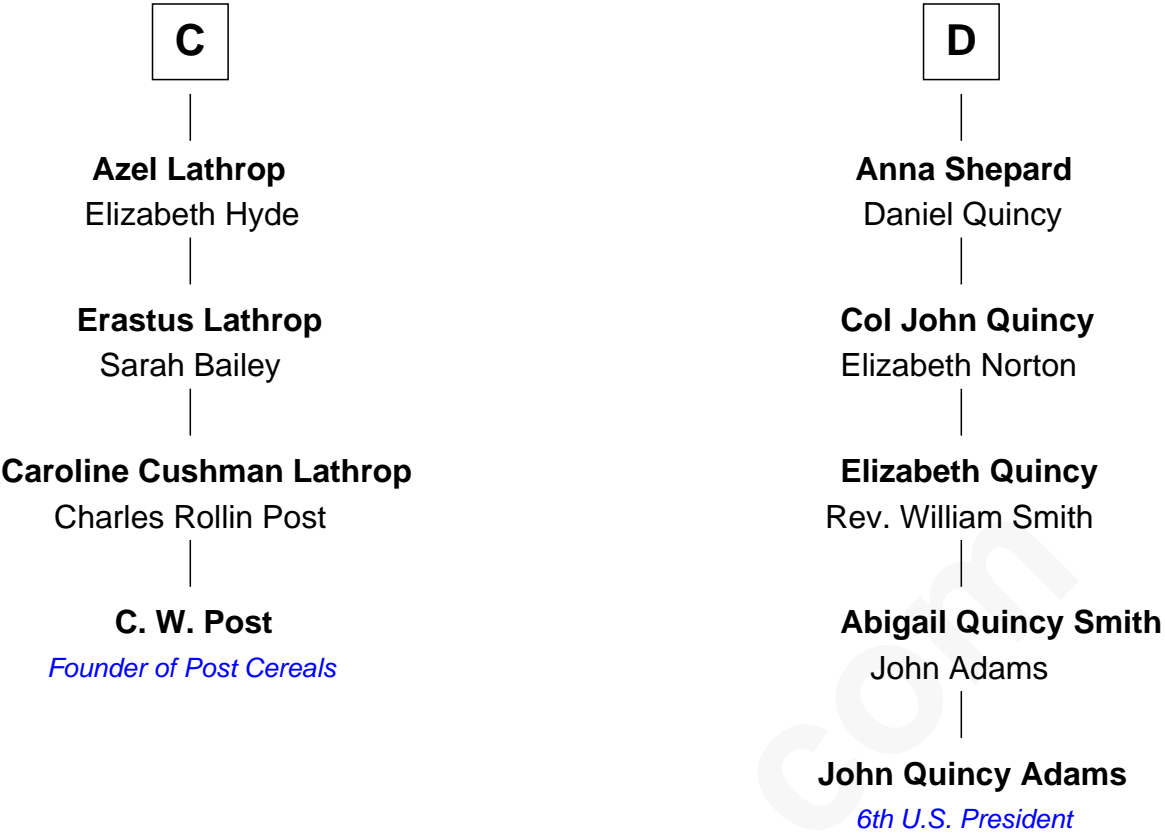 C
Azel Lathrop
Elizabeth Hyde
Erastus Lathrop
Sarah Bailey
Caroline Cushman Lathrop
Charles Rollin Post
C. W. Post
Founder of Post Cereals
D
Anna Shepard
Daniel Quincy
Col John Quincy
Elizabeth Norton
Elizabeth Quincy
Rev. William Smith
Abigail Quincy Smith
John Adams
John Quincy Adams
6th U.S. President
com